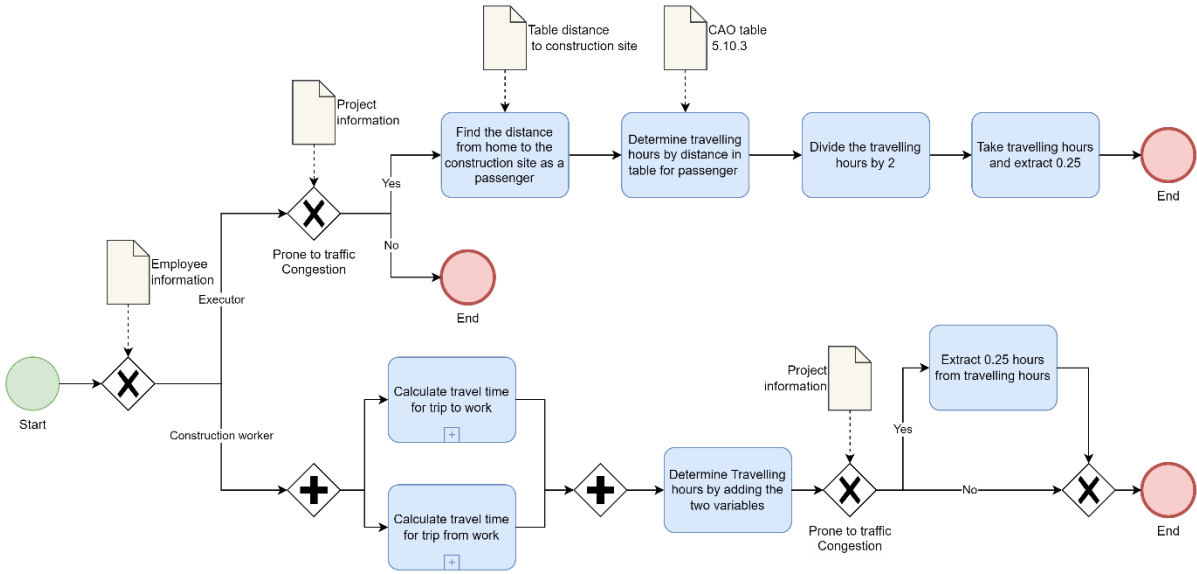 Table distance
to construction site
CAO table
5.10.3
Project
information
Find the distance
from home to the
construction site as a
passenger
Determine travelling
hours by distance in
table for passenger
Divide the travelling
hours by 2
Take travelling hours
and extract 0.25
End
Yes
No
Prone to traffic
Congestion
End
Employee
information
Executor
Start
Construction worker
Calculate travel time
for trip to work
Calculate travel time
for trip from work
Determine Travelling
hours by adding the
two variables
Project
information
Prone to traffic
Congestion
Yes
Extract 0.25 hours
from travelling hours
No
End